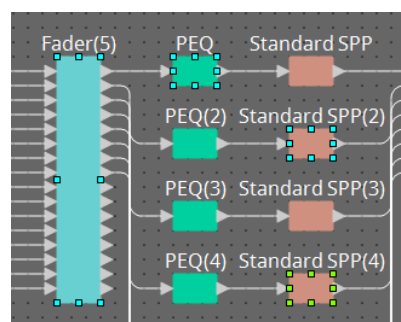 Fader(5) PEQ Standard SPP
PEQ(2) Standard SPP(2)
PEQ(3) Standard SPP(3)
PEQ(4) Standard SPP(4)